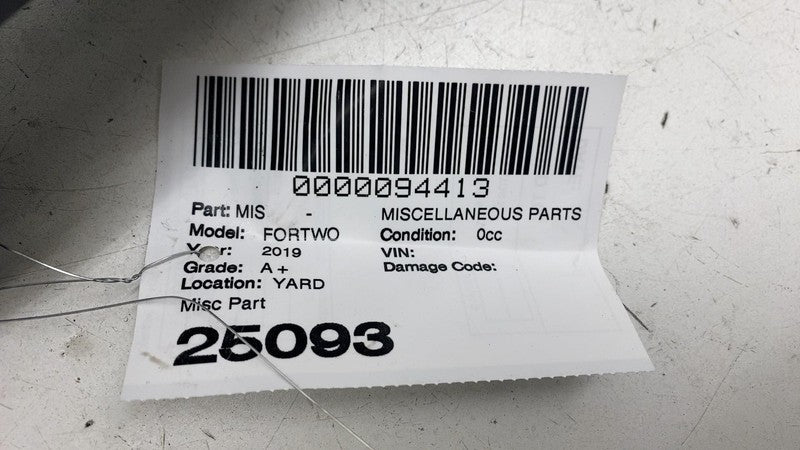 0000094413
Part: MIS - MISCELLANEOUS PARTS
Model: FORTWO Condition: 0cc
Year: 2019 VIN:
Grade: A + Damage Code:
Location: YARD
Misc Part
25093